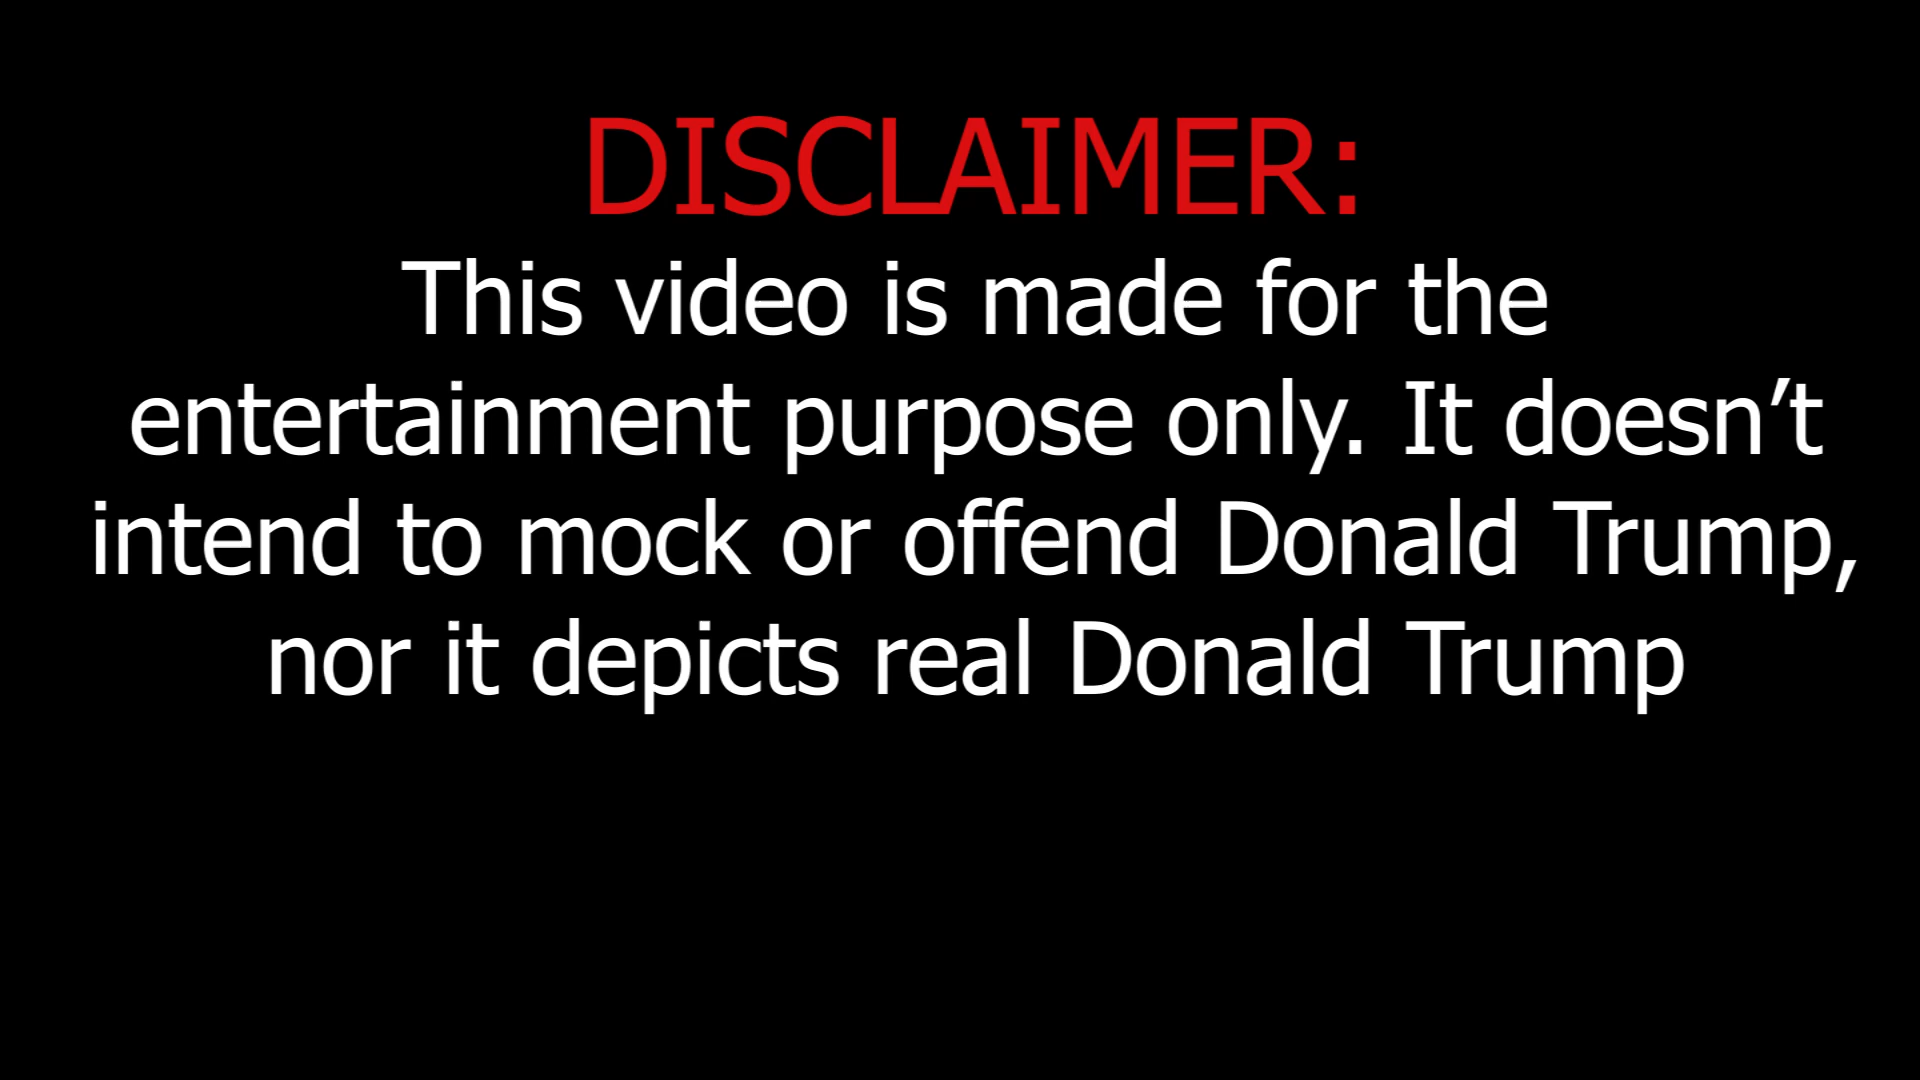 DISCLAIMER:
This video is made for the
entertainment purpose only. It doesn’t
intend to mock or offend Donald Trump,
nor it depicts real Donald Trump